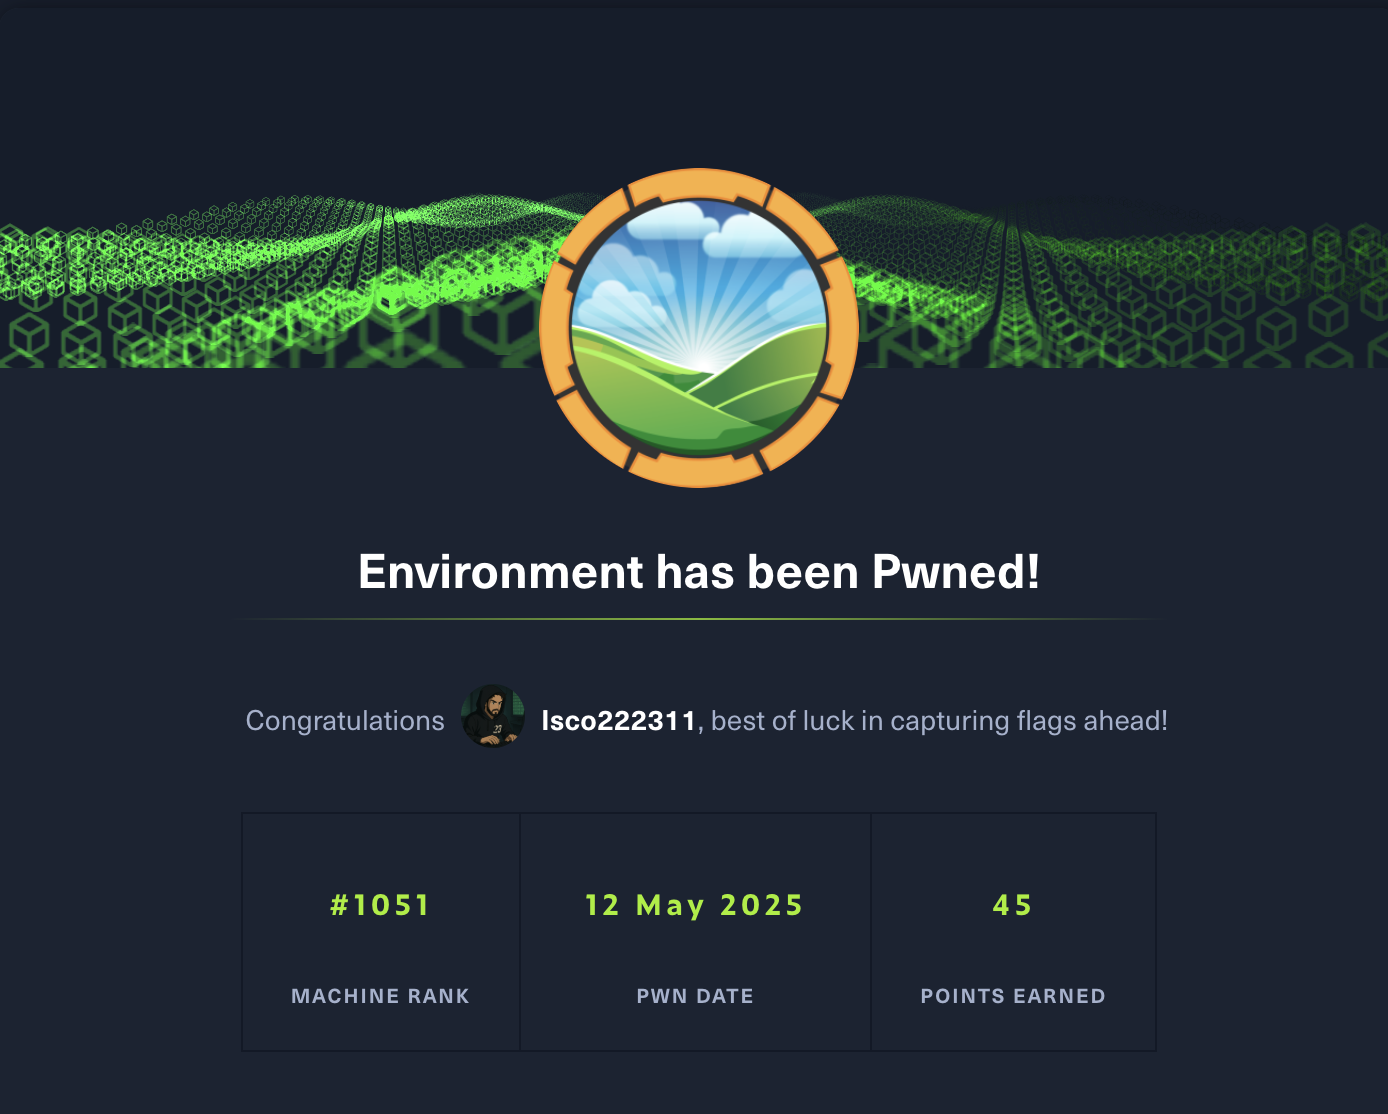 Environment has been Pwned!
Congratulations lsco222311, best of luck in capturing flags ahead!
#1051 12 May 2025 45
MACHINE RANK PWN DATE POINTS EARNED